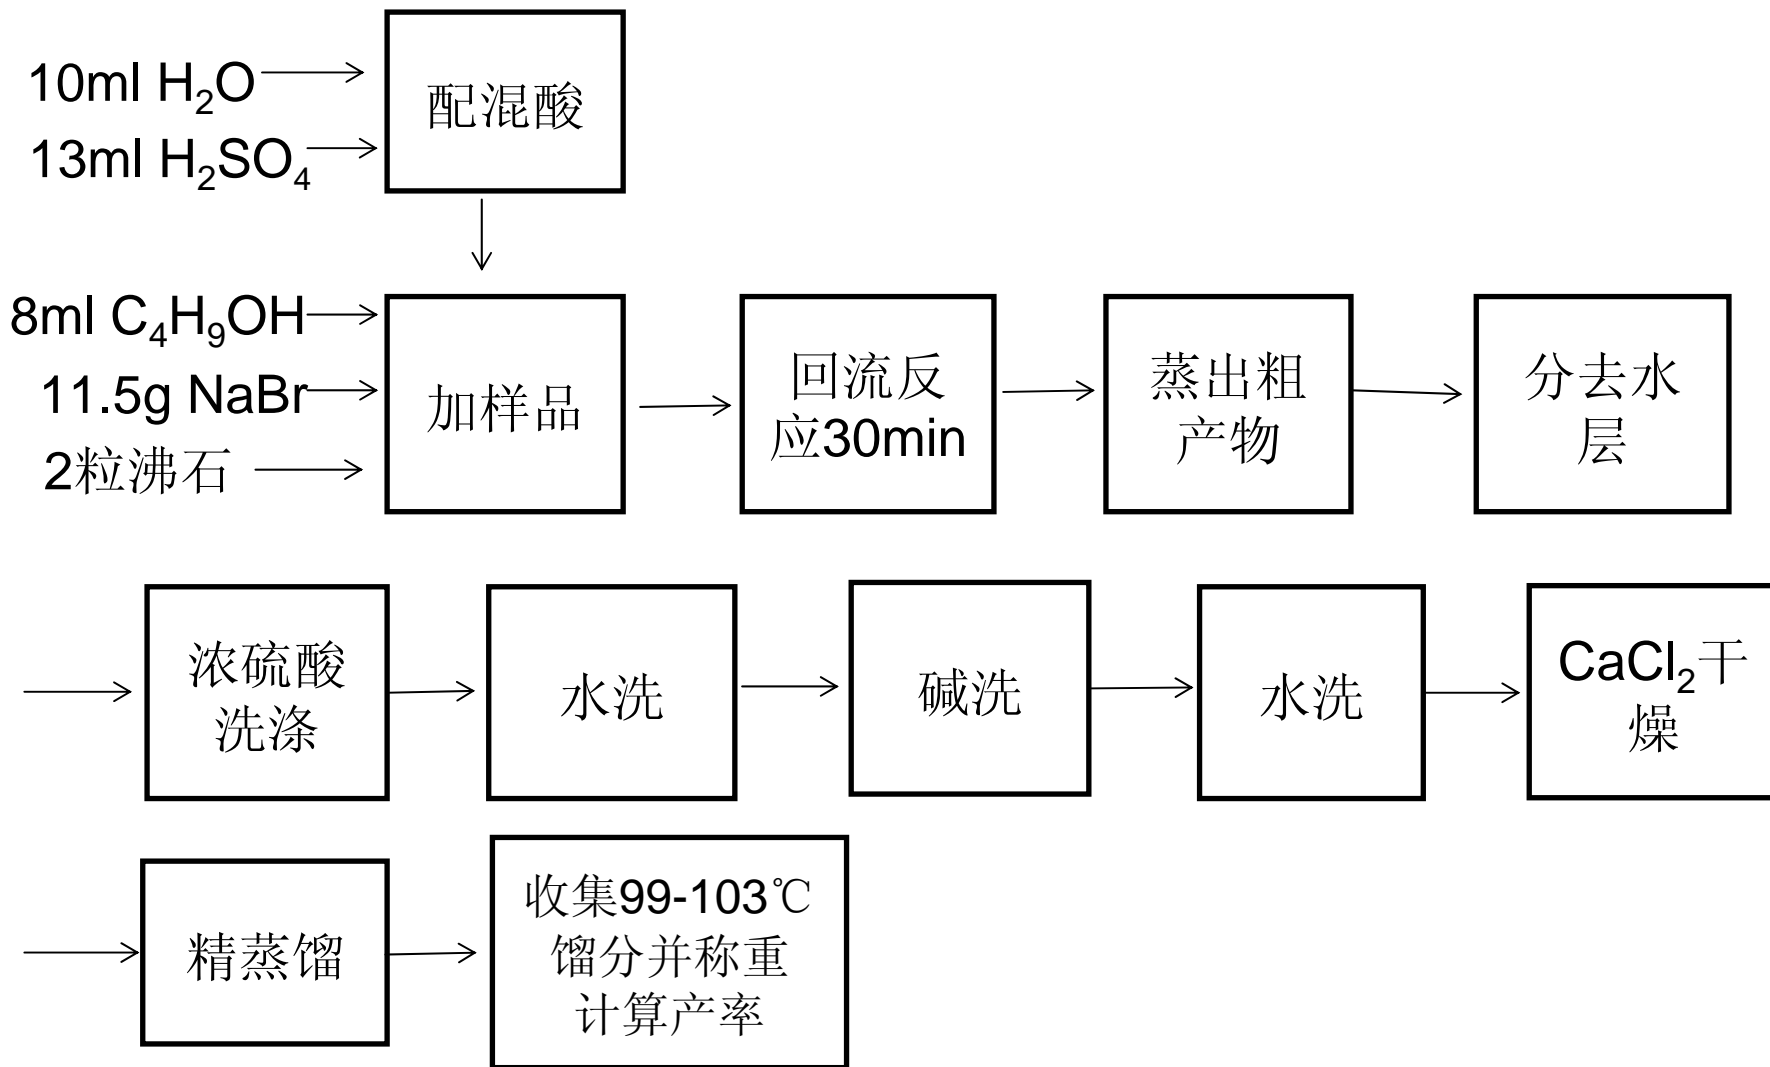 10ml H₂O
13ml H₂SO₄
配混酸
8ml C₄H₉OH
11.5g NaBr
2粒沸石
加样品
回流反
应30min
蒸出粗
产物
分去水
层
浓硫酸
洗涤
水洗
碱洗
水洗
CaCl₂干
燥
精蒸馏
收集99-103℃
馏分并称重
计算产率